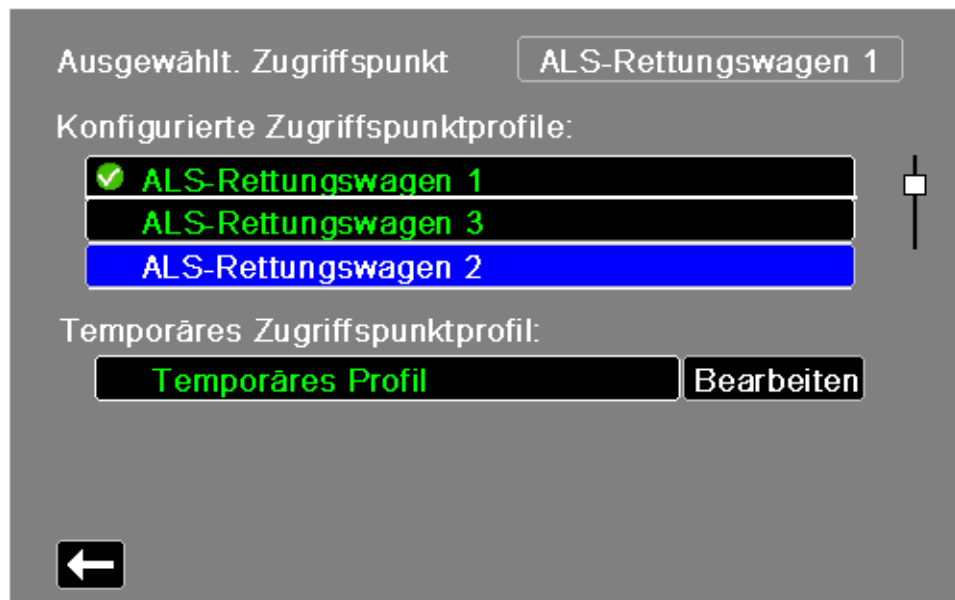 Ausgewählt. Zugriffspunkt ALS-Rettungswagen 1
Konfigurierte Zugriffspunktprofile:
ALS-Rettungswagen 1
ALS-Rettungswagen 3
ALS-Rettungswagen 2
Temporäres Zugriffspunktprofil:
Temporäres Profil Bearbeiten